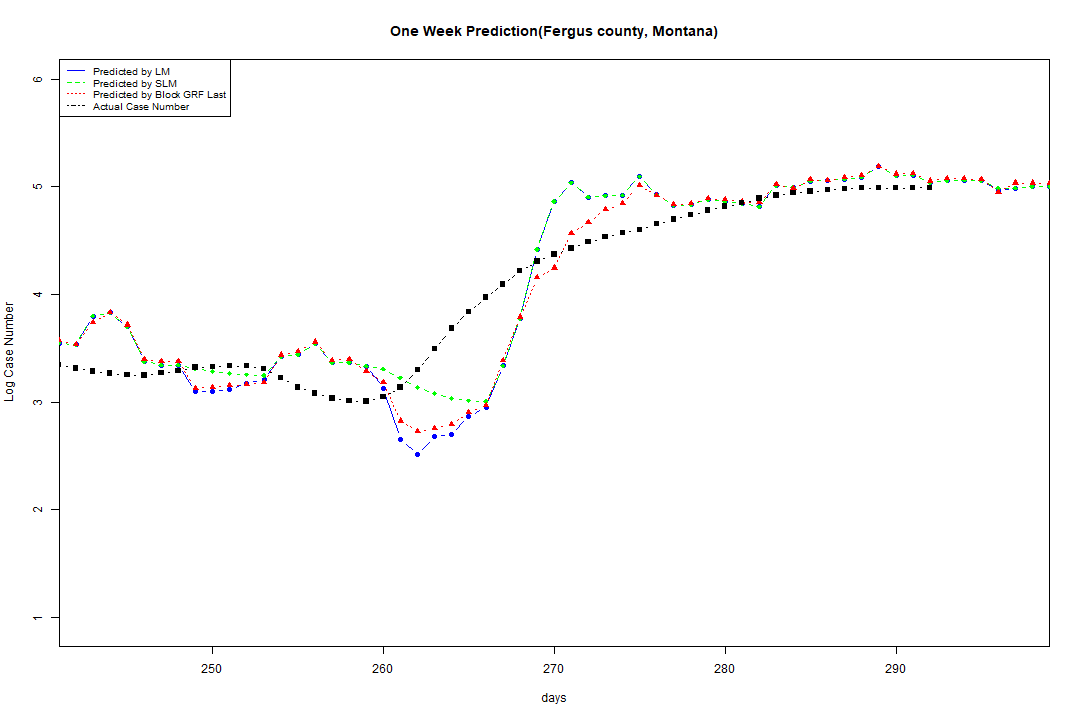 One Week Prediction(Fergus county, Montana)
Predicted by LM
Predicted by SLM
Predicted by Block GRF Last
Actual Case Number
6
5
4
3
2
1
Log Case Number
250 260 270 280 290
days